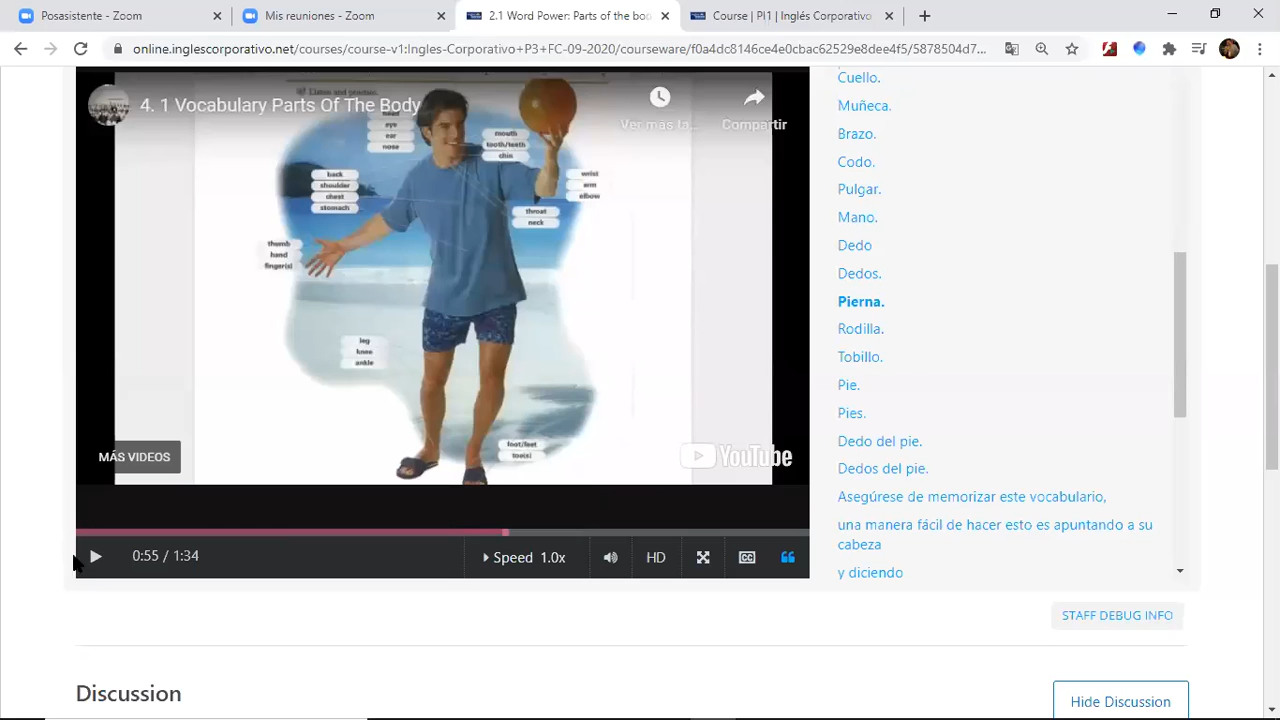 Posesivos - Zoom
Mis reuniones - Zoom
2.1 Word Power: Parts of the bo
Course | PI1 | Inglés Corporativo
online.inglescorporativo.net/courses/course-v1:Ingles-Corporativo+P3+FC-09-2020/courseware/f0a4dc8146ce4e0cbac62529e8dee4f5/5878504d7...
Listen and practice.
4. 1 Vocabulary Parts Of The Body
Ver más ta...
Compartir
head
eye
ear
nose
mouth
tooth/teeth
chin
back
shoulder
chest
stomach
wrist
arm
elbow
throat
neck
thumb
hand
finger(s)
leg
knee
ankle
foot/feet
toe(s)
MÁS VIDEOS
YouTube
0:55 / 1:34
Speed 1.0x
HD
CC
Cuello.
Muñeca.
Brazo.
Codo.
Pulgar.
Mano.
Dedo
Dedos.
Pierna.
Rodilla.
Tobillo.
Pie.
Pies.
Dedo del pie.
Dedos del pie.
Asegúrese de memorizar este vocabulario,
una manera fácil de hacer esto es apuntando a su
cabeza
y diciendo
STAFF DEBUG INFO
Discussion
Hide Discussion